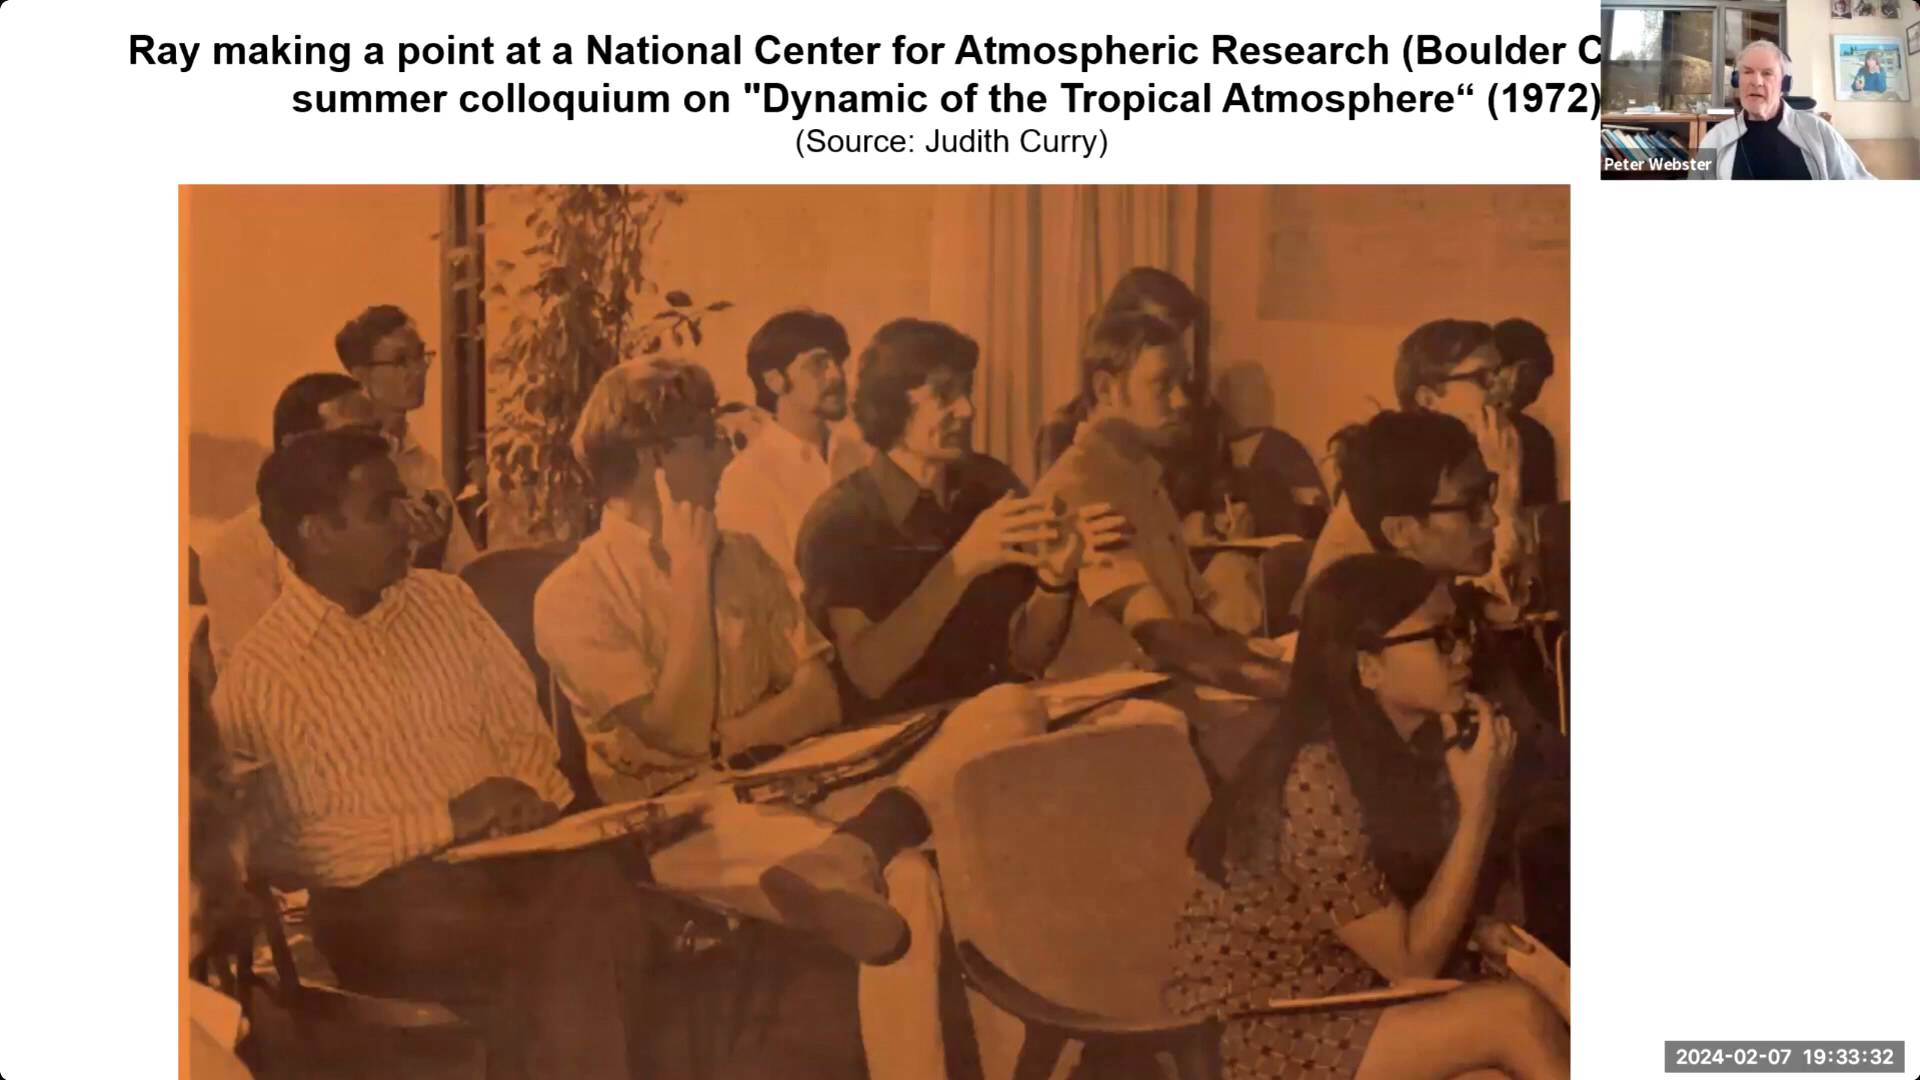 Ray making a point at a National Center for Atmospheric Research (Boulder C
summer colloquium on "Dynamic of the Tropical Atmosphere“ (1972)
(Source: Judith Curry)
Peter Webster
2024-02-07 19:33:32